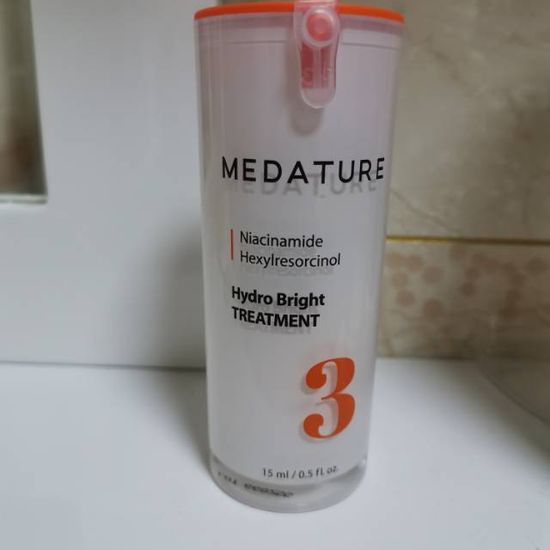 MEDATURE
Niacinamide
Hexylresorcinol
Hydro Bright
TREATMENT
3
15 ml / 0.5 fl. oz.